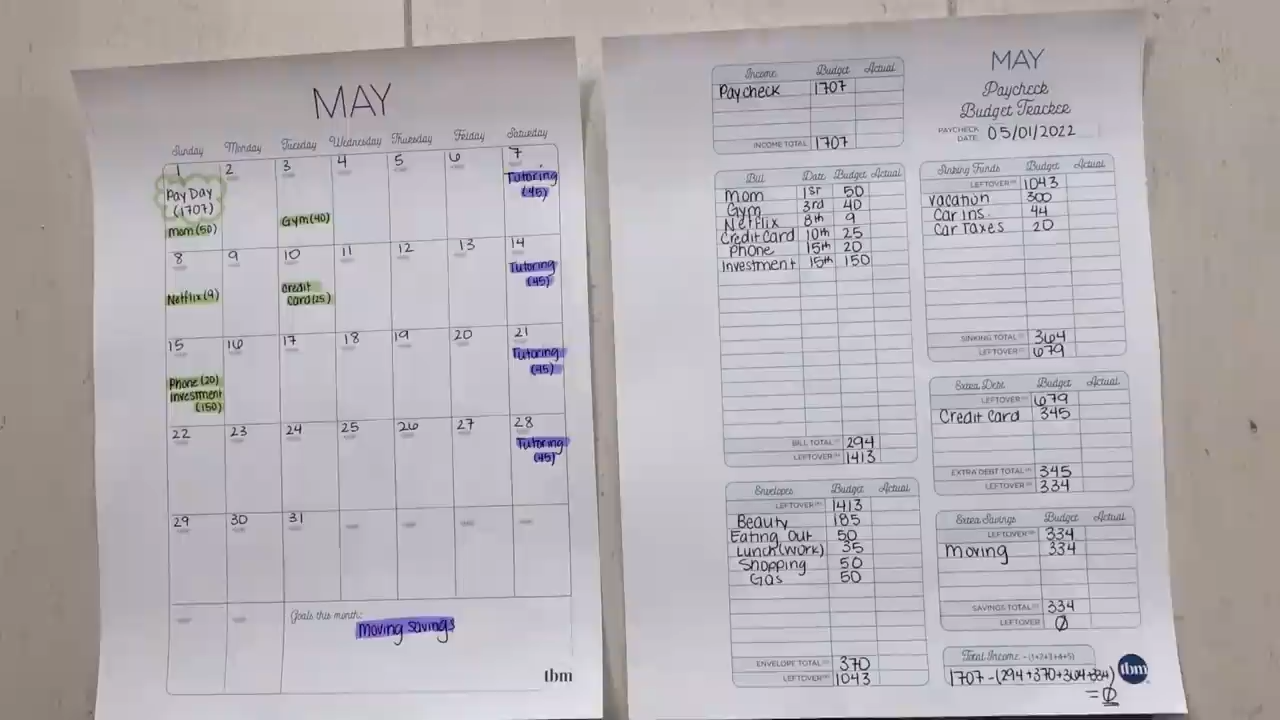 MAY
Sunday Monday Tuesday Wednesday Thursday Friday Saturday
1 2 3 4 5 6 7
Pay Day
(1707)
Mom(50)
Gym(40)
Tutoring
(45)
8 9 10 11 12 13 14
Netflix(9)
Credit
Card(25)
Tutoring
(45)
15 16 17 18 19 20 21
Phone(20)
Investment
(150)
Tutoring
(45)
22 23 24 25 26 27 28
Tutoring
(45)
29 30 31
Goals this month:
Moving Savings
tbm
Income Budget Actual
Paycheck 1707
INCOME TOTAL 1707
Bill Date Budget Actual
Mom 1st 50
Gym 3rd 40
Netflix 8th 9
Credit Card 10th 25
Phone 15th 20
Investment 15th 150
BILL TOTAL 294
LEFTOVER 1413
Envelopes Budget Actual
LEFTOVER 1413
Beauty 185
Eating Out 50
Lunch(Work) 35
Shopping 50
Gas 50
ENVELOPE TOTAL 370
LEFTOVER 1043
MAY
Paycheck
Budget Tracker
PAYCHECK
DATE 05/01/2022
Sinking Funds Budget Actual
LEFTOVER 1043
Vacation 300
Car Ins. 44
Car Taxes 20
SINKING TOTAL 364
LEFTOVER 679
Extra Debt Budget Actual
LEFTOVER 679
Credit Card 345
EXTRA DEBT TOTAL 345
LEFTOVER 334
Extra Savings Budget Actual
LEFTOVER 334
Moving 334
SAVINGS TOTAL 334
LEFTOVER Ø
Total Income - (1+2+3+4+5)
1707 - (294+370+364+334)
= Ø
tbm